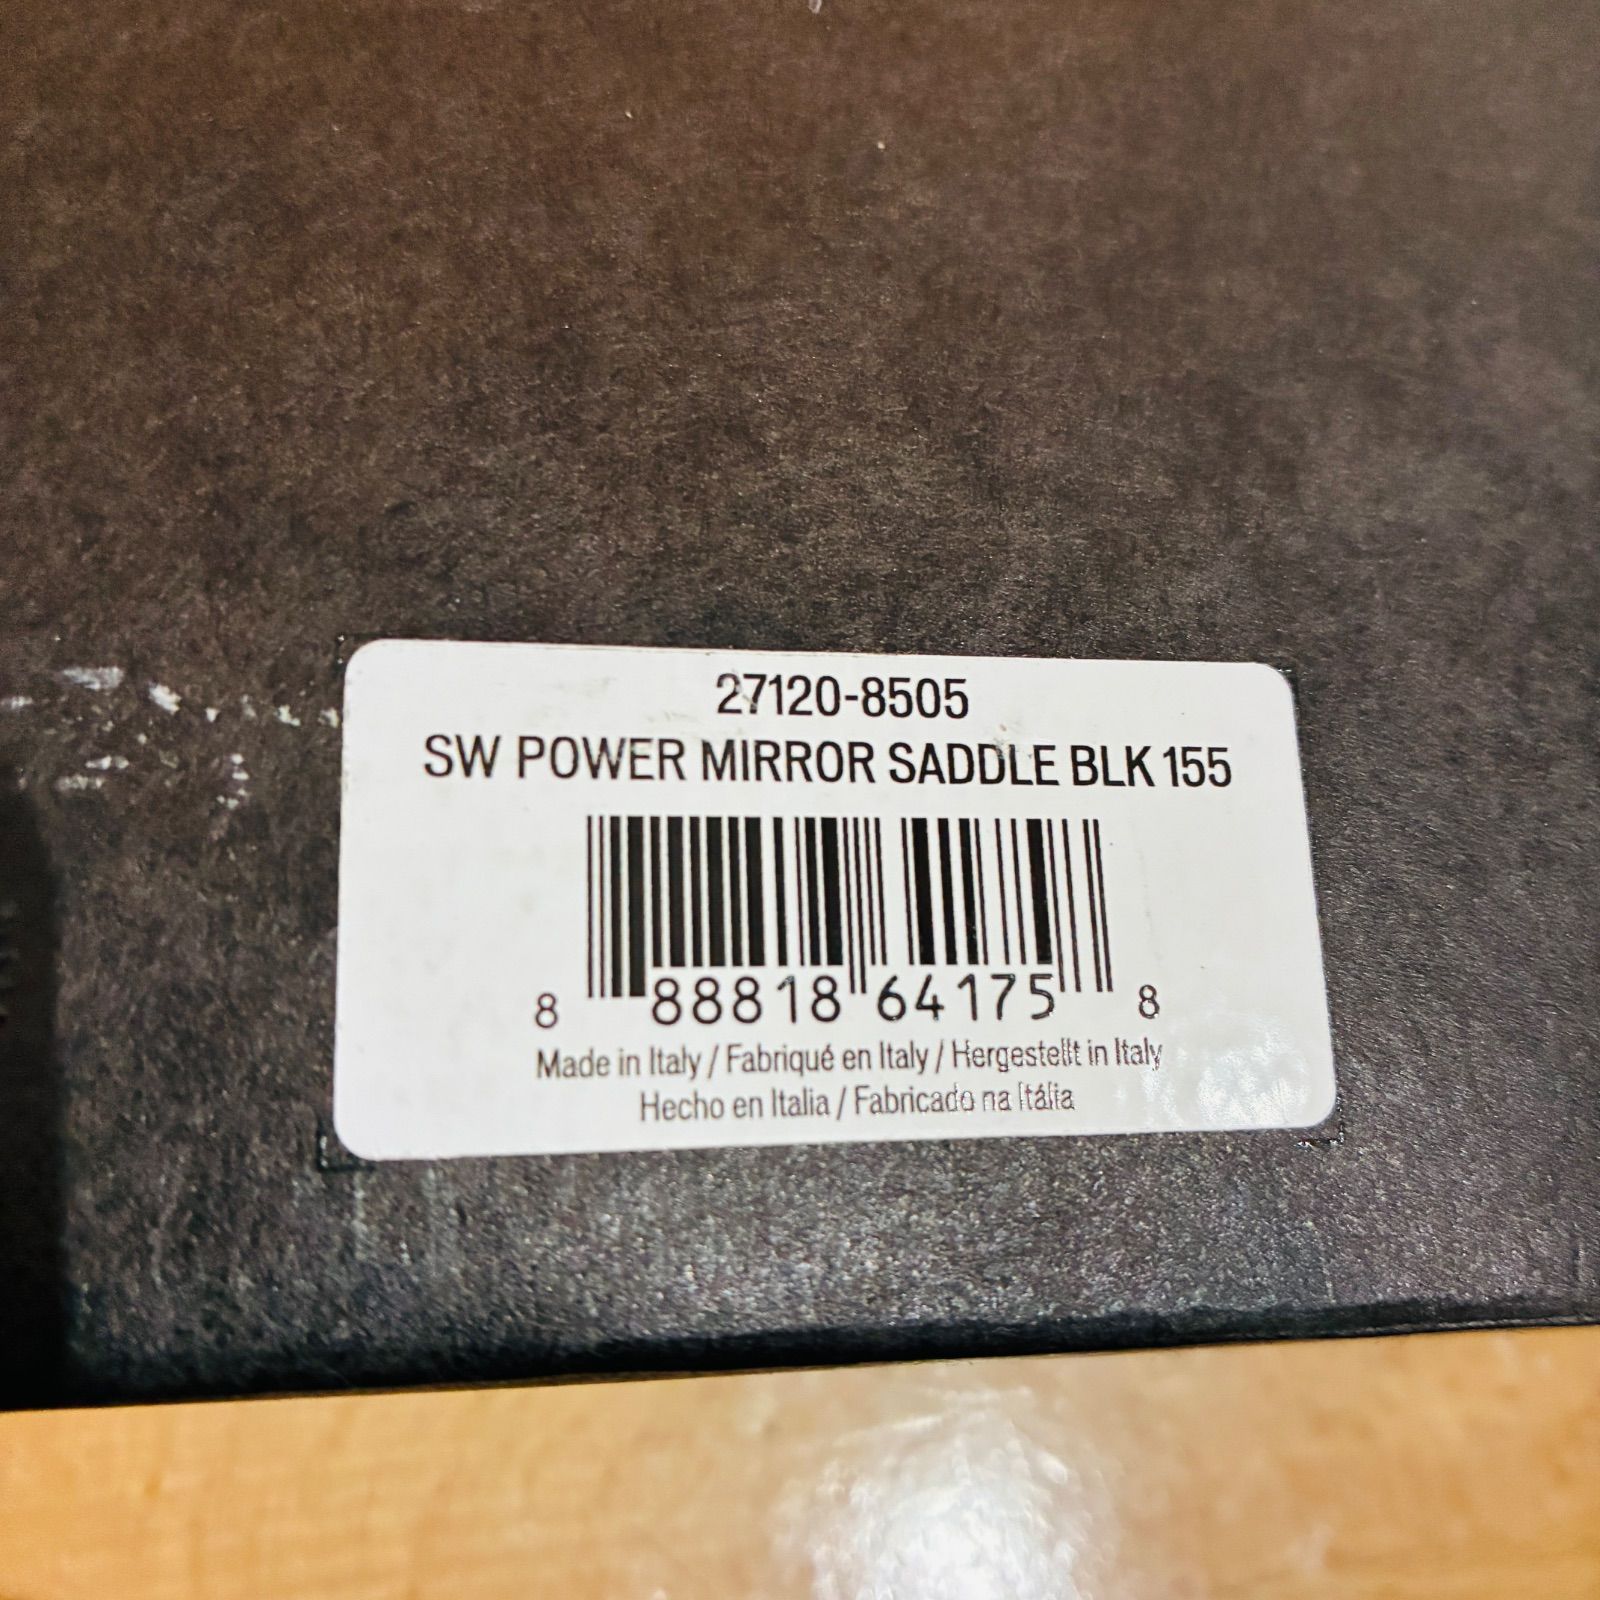 27120-8505
SW POWER MIRROR SADDLE BLK 155
8 88818 64175 8
Made in Italy / Fabriqué en Italy / Hergestellt in Italy
Hecho en Italia / Fabricado na Itália